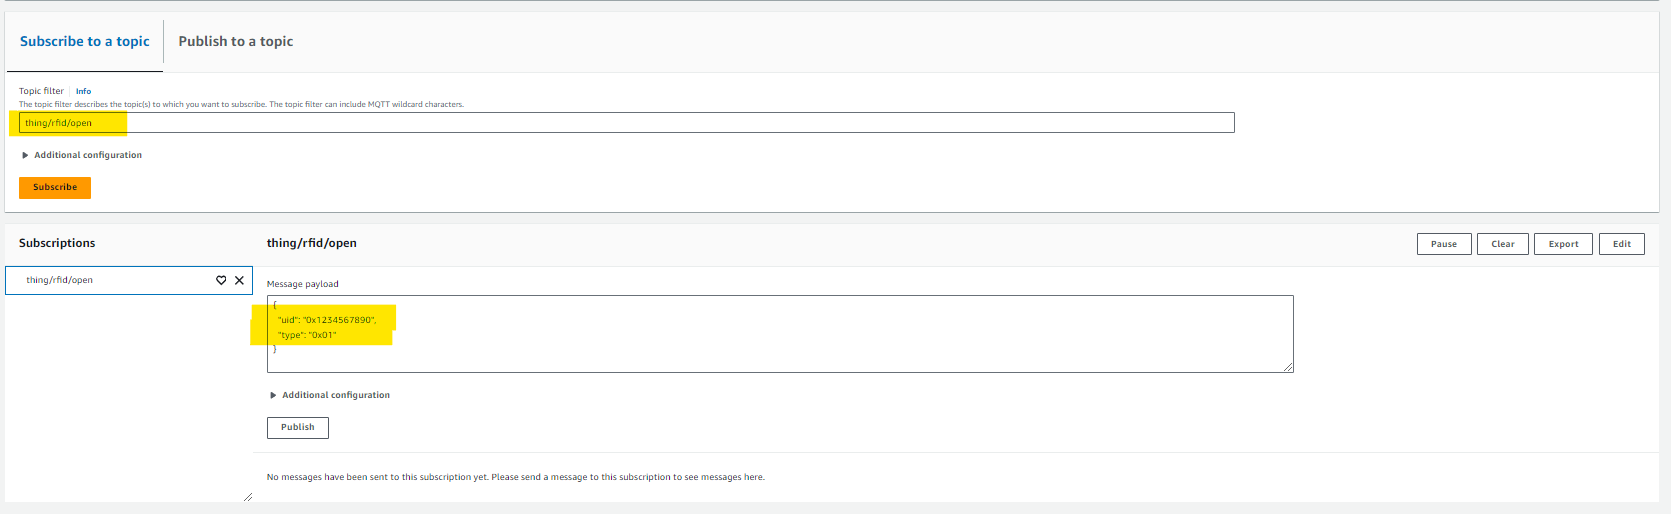 Subscribe to a topic
Publish to a topic
Topic filter
Info
The topic filter describes the topic(s) to which you want to subscribe. The topic filter can include MQTT wildcard characters.
thing/rfid/open
Additional configuration
Subscribe
Subscriptions
thing/rfid/open
Pause
Clear
Export
Edit
thing/rfid/open
Message payload
{
"uid": "0x1234567890",
"type": "0x01"
}
Additional configuration
Publish
No messages have been sent to this subscription yet. Please send a message to this subscription to see messages here.